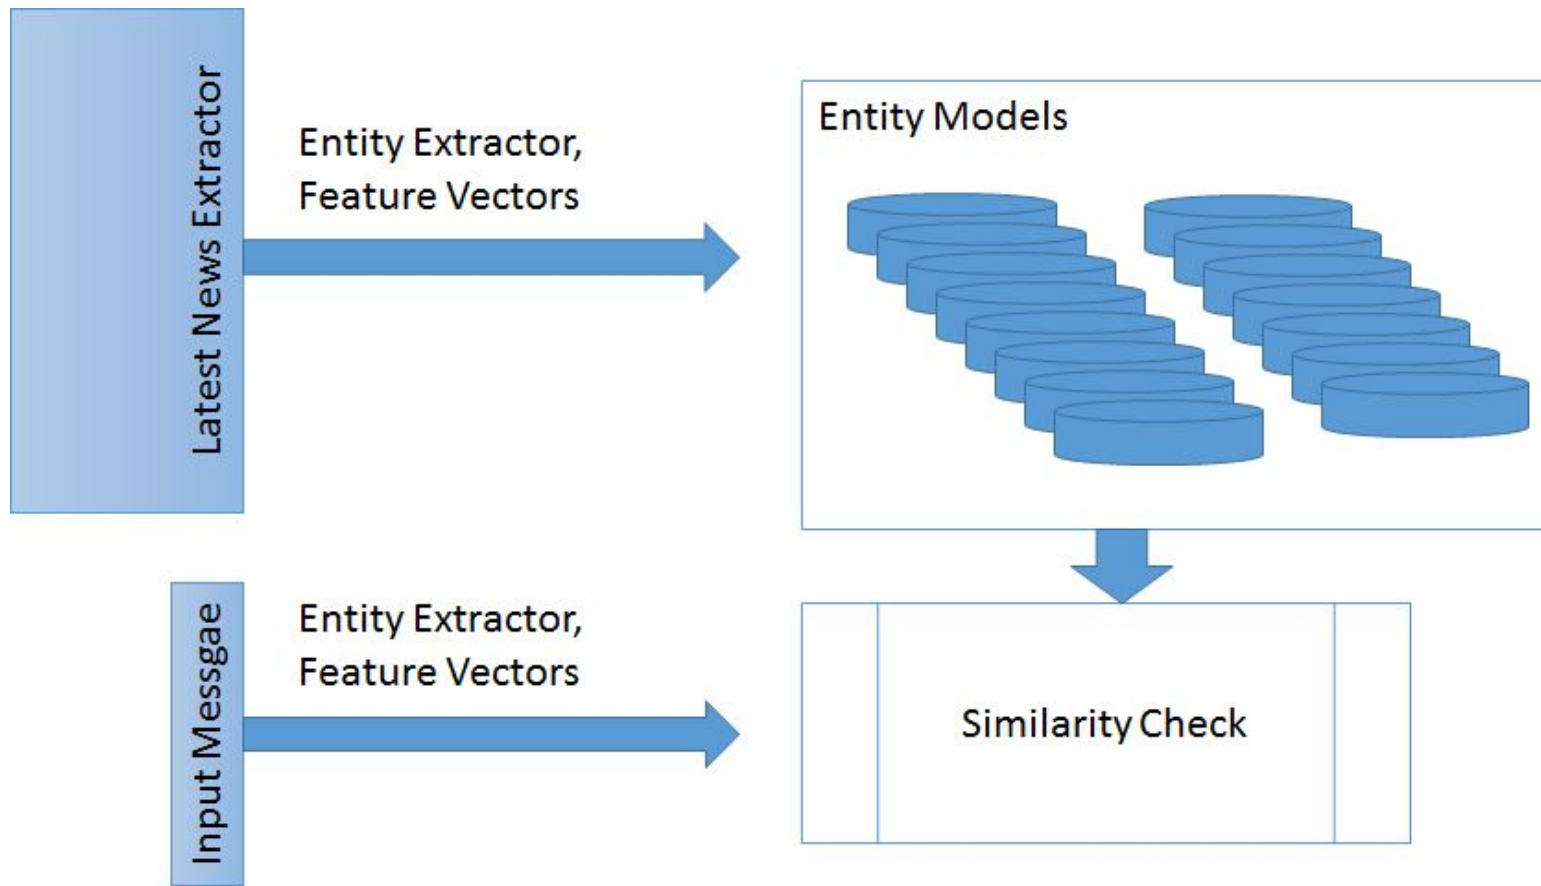 Latest News Extractor
Entity Extractor,
Feature Vectors
Entity Models
Input Messgae
Entity Extractor,
Feature Vectors
Similarity Check